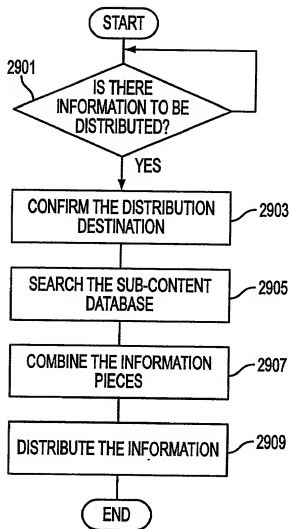 START
2901
IS THERE
INFORMATION TO BE
DISTRIBUTED?
YES
CONFIRM THE DISTRIBUTION
DESTINATION
2903
SEARCH THE SUB-CONTENT
DATABASE
2905
COMBINE THE INFORMATION
PIECES
2907
DISTRIBUTE THE INFORMATION
2909
END